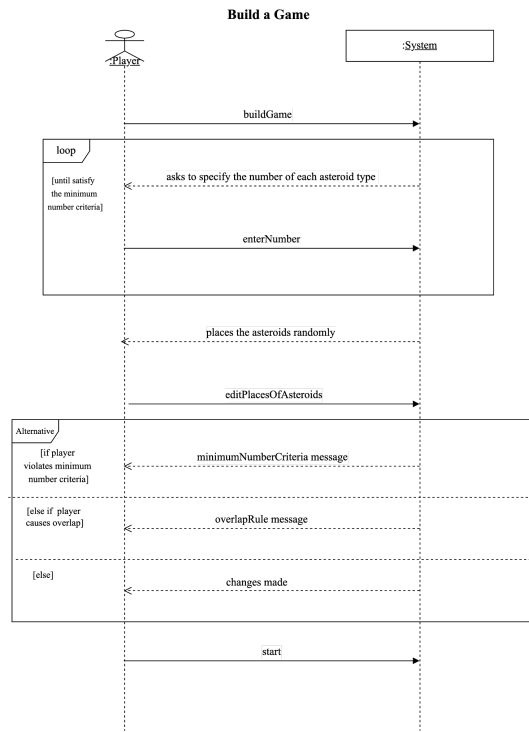 Build a Game
:Player
:System
buildGame
loop
[until satisfy
the minimum
number criteria]
asks to specify the number of each asteroid type
enterNumber
places the asteroids randomly
editPlacesOfAsteroids
Alternative
[if player
violates minimum
number criteria]
minimumNumberCriteria message
[else if player
causes overlap]
overlapRule message
[else]
changes made
start